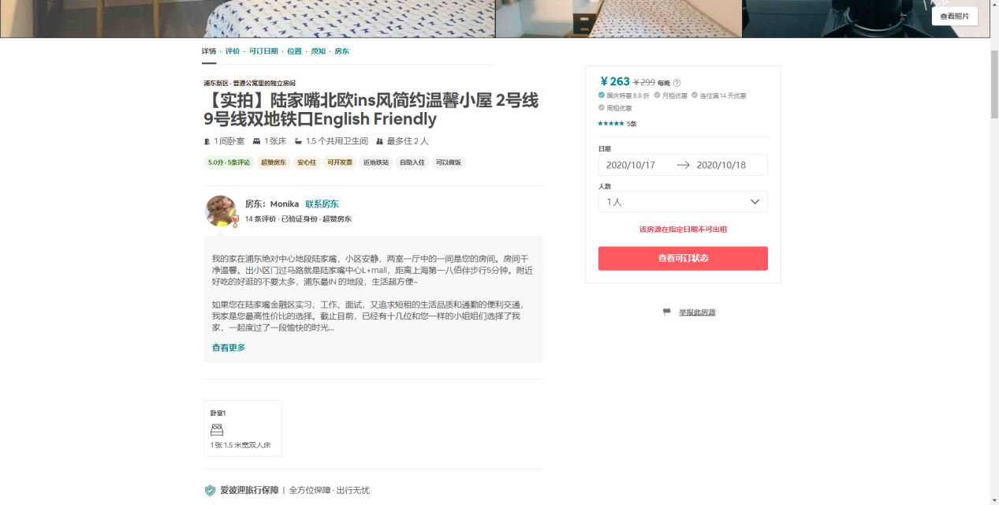 查看照片
详情 · 评价 · 可订日期 · 位置 · 须知 · 房东
浦东新区 · 普通公寓里的独立房间
【实拍】陆家嘴北欧ins风简约温馨小屋 2号线
9号线双地铁口English Friendly
1间卧室 1张床 1.5个共用卫生间 最多住2人
5.0分 · 5条评论 超赞房东 安心住 可开发票 近地铁站 自助入住 可以做饭
房东：Monika 联系房东
14条评价 · 已验证身份 · 超赞房东
我的家在浦东绝对中心地段陆家嘴，小区安静，两室一厅中的一间是您的房间。房间干
净温馨。出小区门过马路就是陆家嘴中心L+mall，距离上海第一八佰伴步行5分钟。附近
好吃的好逛的不要太多，浦东最IN的地段，生活超方便~
如果您在陆家嘴金融区实习、工作、面试，又追求短租的生活品质和通勤的便利交通，
我家是您最高性价比的选择。截止目前，已经有十几位和您一样的小姐姐们选择了我
家，一起度过了一段愉快的时光...
查看更多
卧室1
1张1.5米宽双人床
爱彼迎旅行保障 | 全方位保障 · 出行无忧
¥263 ¥299 每晚 ?
国庆特惠8.8折 月租优惠 连住满14天优惠
周租优惠
★★★★★ 5条
日期
2020/10/17 → 2020/10/18
人数
1人
该房源在指定日期不可出租
查看可订状态
举报此房源